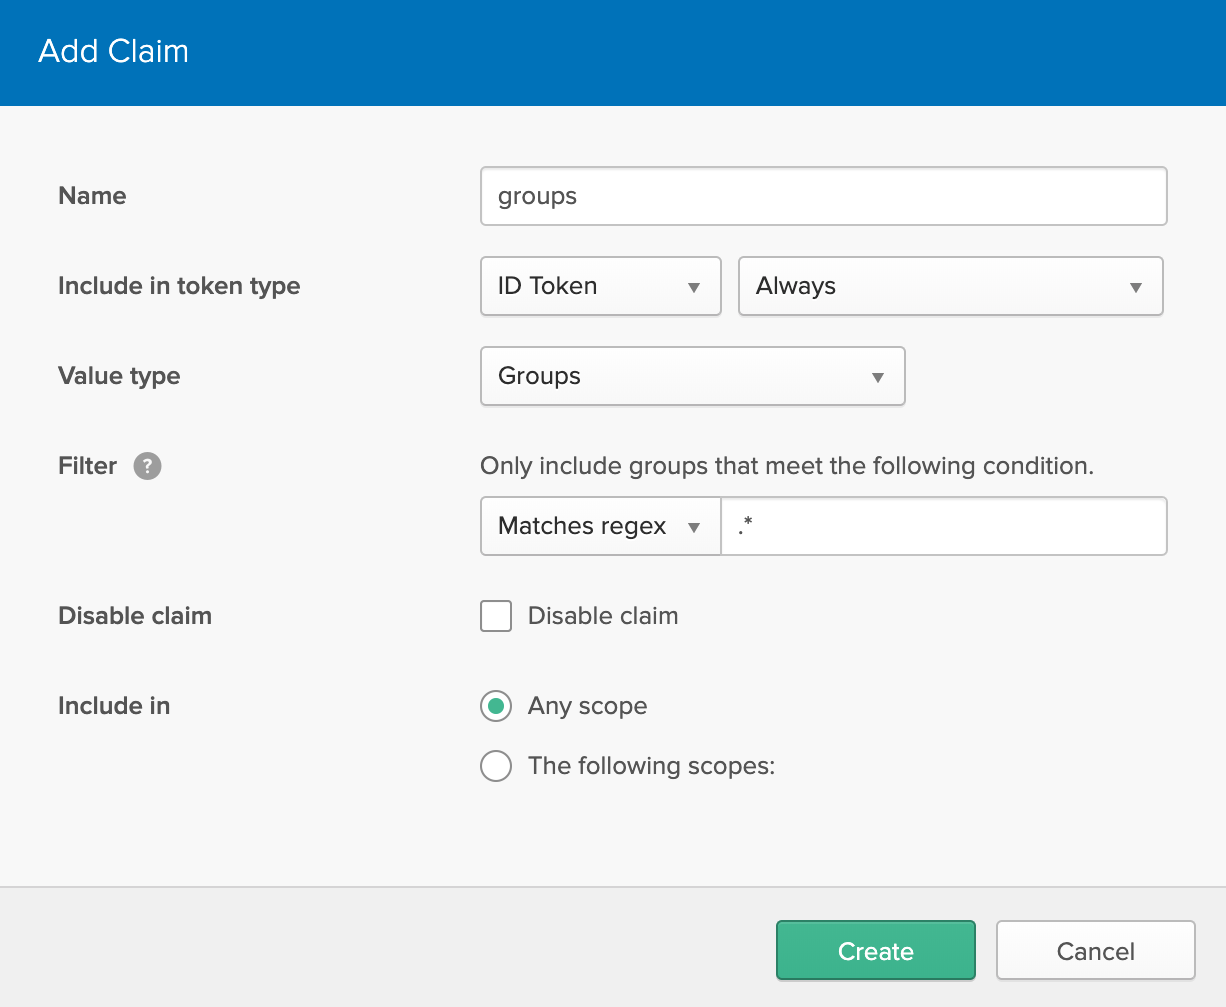 Add Claim
Name groups
Include in token type ID Token Always
Value type Groups
Filter ? Only include groups that meet the following condition.
Matches regex .*
Disable claim Disable claim
Include in Any scope
The following scopes:
Create Cancel